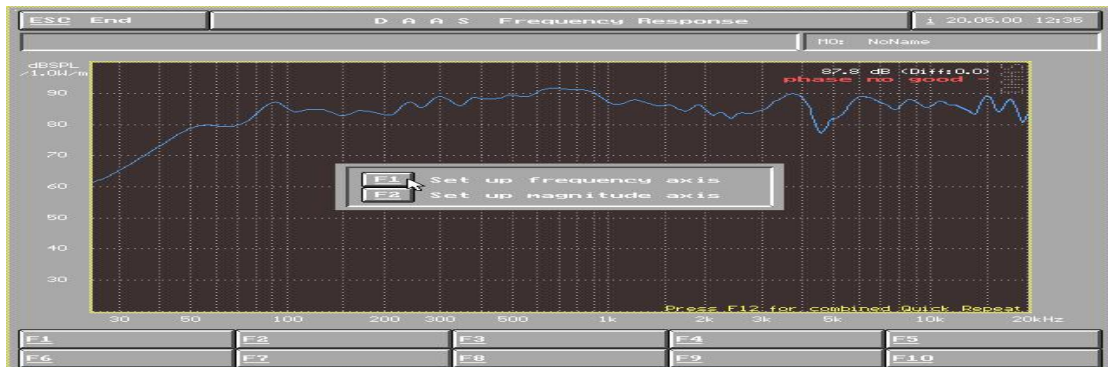 ESC End
D A A S Frequency Response
i 20.05.00 12:35
MO: NoName
dBSPL
/1.0W/m
87.8 dB (Diff:0.0)
phase no good -
90
80
70
60
50
40
30
F1 Set up frequency axis
F2 Set up magnitude axis
Press F12 for combined Quick Repeat
30 50 100 200 300 500 1k 2k 3k 5k 10k 20kHz
F1 F2 F3 F4 F5
F6 F7 F8 F9 F10